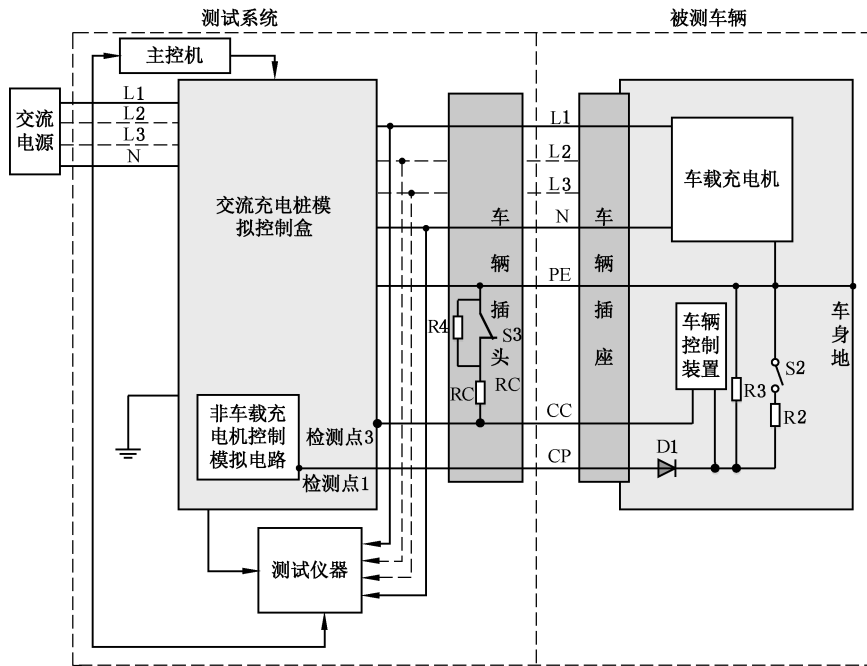 测试系统
被测车辆
主控机
交流
电源
L1
L2
L3
N
交流充电桩模
拟控制盒
L1
L2
L3
N
PE
车辆插头
车辆插座
车载充电机
R4
S3
RC
RC
车辆
控制
装置
R3
S2
R2
车身地
非车载充
电机控制
模拟电路
检测点3
检测点1
CC
CP
D1
测试仪器